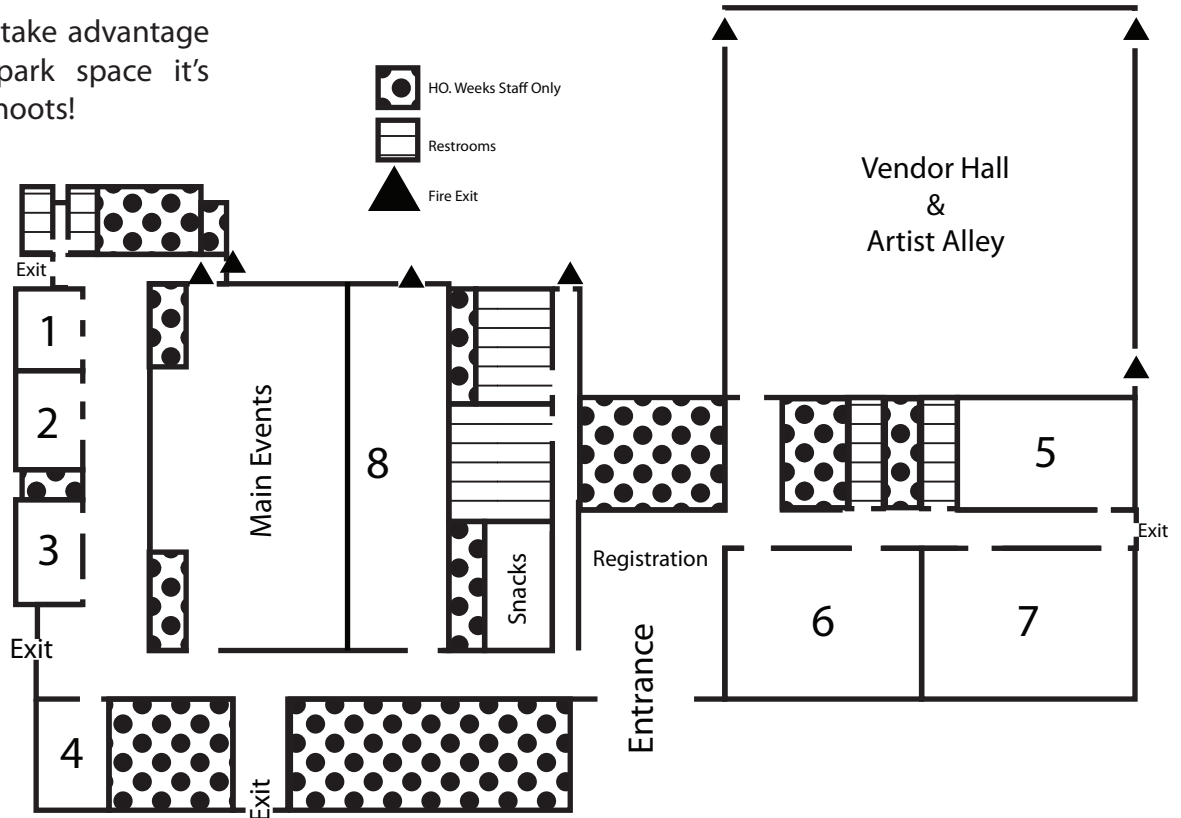 take advantage
park space it's
hoots!
HO. Weeks Staff Only
Restrooms
Fire Exit
Vendor Hall
&
Artist Alley
Exit
1
2
3
Exit
4
Exit
Main Events
8
Snacks
Registration
Entrance
5
Exit
6
7